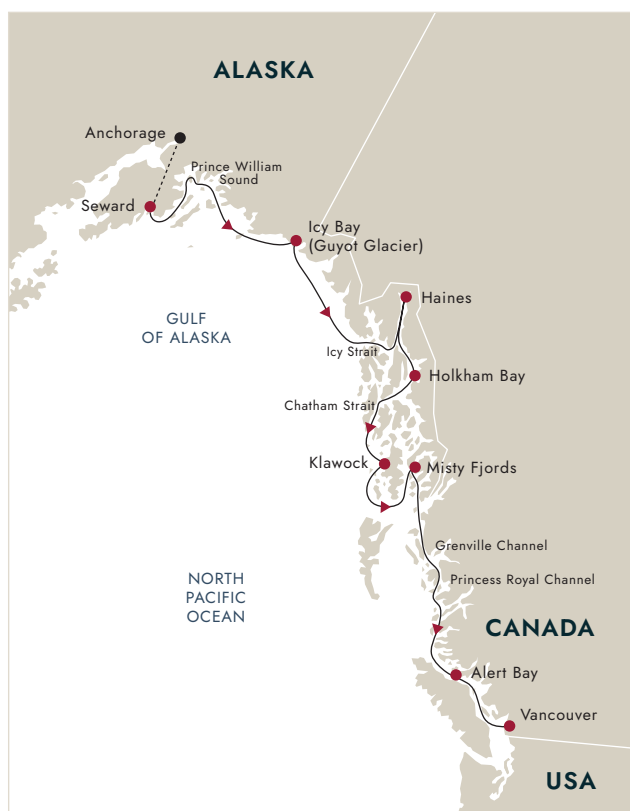 ALASKA
Anchorage
Prince William
Sound
Seward
Icy Bay
(Guyot Glacier)
Haines
GULF
OF ALASKA
Icy Strait
Holkham Bay
Chatham Strait
Klawock
Misty Fjords
Grenville Channel
NORTH
PACIFIC
OCEAN
Princess Royal Channel
CANADA
Alert Bay
Vancouver
USA